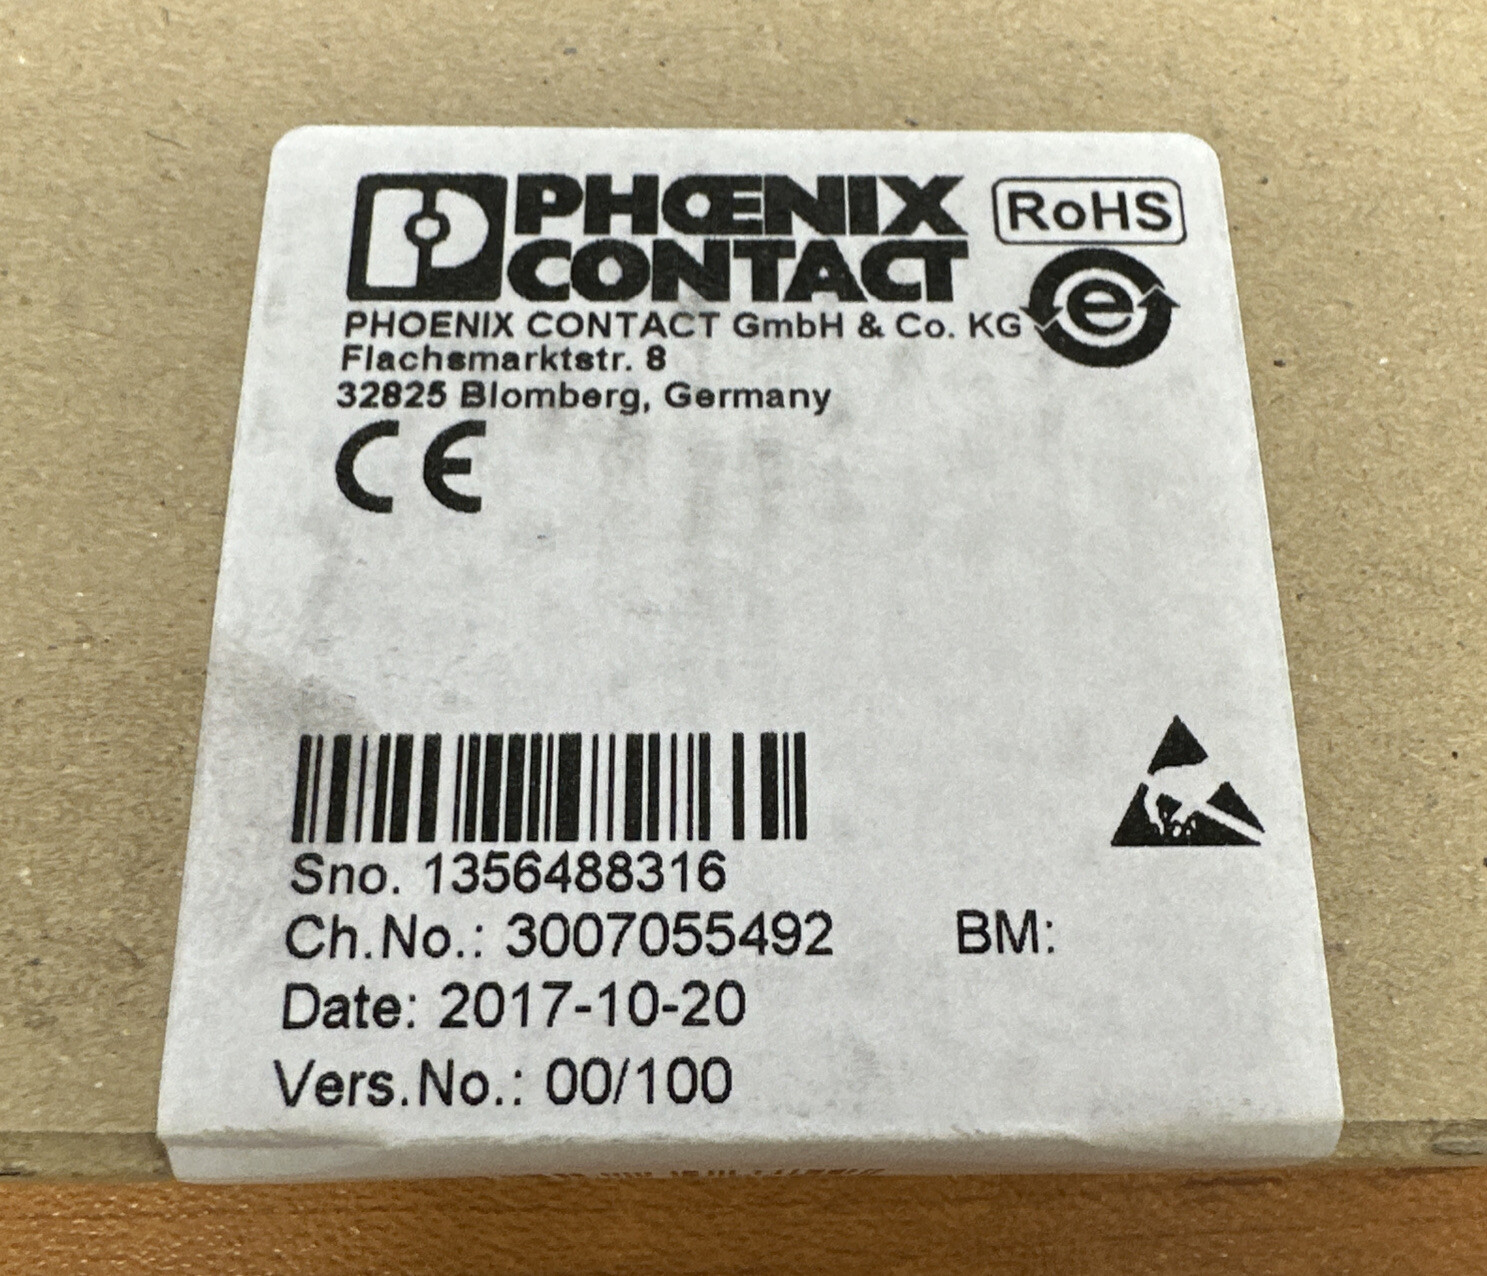 PHŒNIX
CONTACT
RoHS
e
PHOENIX CONTACT GmbH & Co. KG
Flachsmarktstr. 8
32825 Blomberg, Germany
CE
Sno. 1356488316
Ch.No.: 3007055492 BM:
Date: 2017-10-20
Vers.No.: 00/100